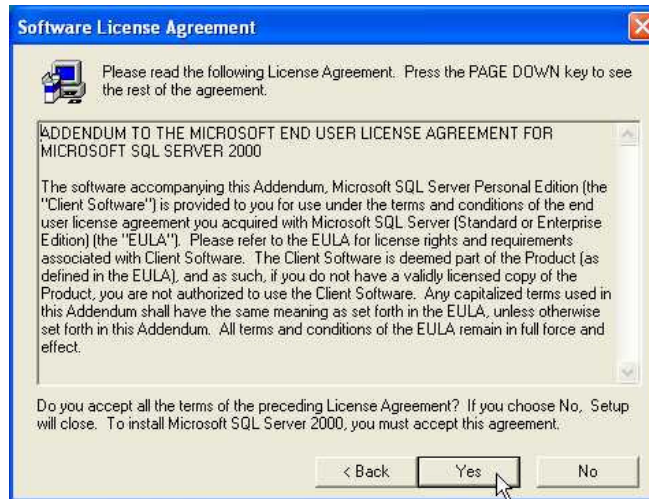 Software License Agreement
Please read the following License Agreement. Press the PAGE DOWN key to see
the rest of the agreement.
ADDENDUM TO THE MICROSOFT END USER LICENSE AGREEMENT FOR
MICROSOFT SQL SERVER 2000
The software accompanying this Addendum, Microsoft SQL Server Personal Edition (the
"Client Software") is provided to you for use under the terms and conditions of the end
user license agreement you acquired with Microsoft SQL Server (Standard or Enterprise
Edition) (the "EULA"). Please refer to the EULA for license rights and requirements
associated with Client Software. The Client Software is deemed part of the Product (as
defined in the EULA), and as such, if you do not have a validly licensed copy of the
Product, you are not authorized to use the Client Software. Any capitalized terms used in
this Addendum shall have the same meaning as set forth in the EULA, unless otherwise
set forth in this Addendum. All terms and conditions of the EULA remain in full force and
effect.
Do you accept all the terms of the preceding License Agreement? If you choose No, Setup
will close. To install Microsoft SQL Server 2000, you must accept this agreement.
< Back Yes No